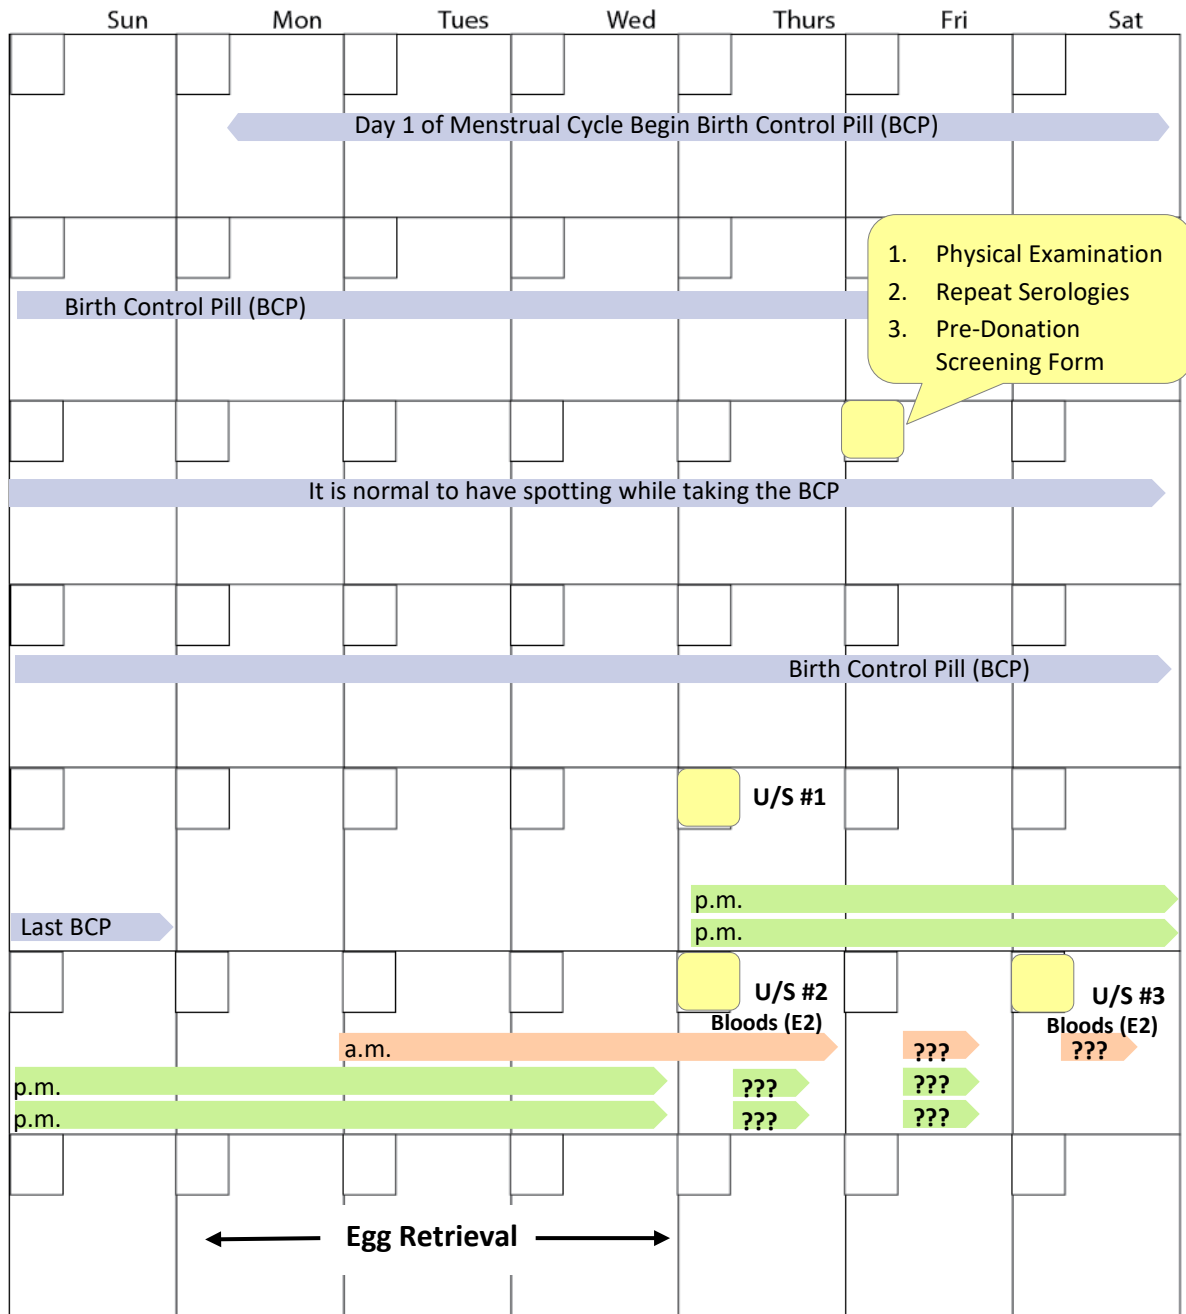 Sun Mon Tues Wed Thurs Fri Sat
Day 1 of Menstrual Cycle Begin Birth Control Pill (BCP)
1. Physical Examination
2. Repeat Serologies
3. Pre-Donation
Screening Form
Birth Control Pill (BCP)
It is normal to have spotting while taking the BCP
Birth Control Pill (BCP)
U/S #1
p.m.
Last BCP
p.m.
U/S #2
U/S #3
Bloods (E2)
Bloods (E2)
a.m. ??? ???
p.m. ??? ???
p.m. ??? ???
Egg Retrieval